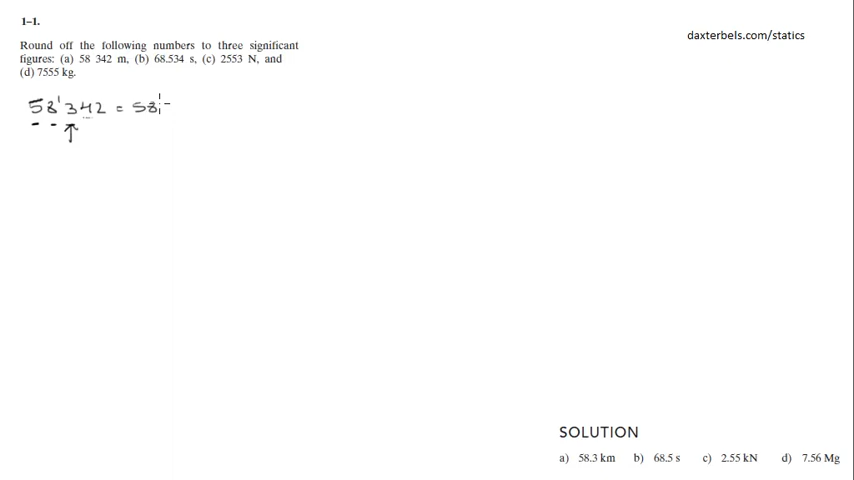 1–1.
daxterbels.com/statics
Round off the following numbers to three significant
figures: (a) 58 342 m, (b) 68.534 s, (c) 2553 N, and
(d) 7555 kg.
58'342 = 58'
SOLUTION
a) 58.3 km b) 68.5 s c) 2.55 kN d) 7.56 Mg